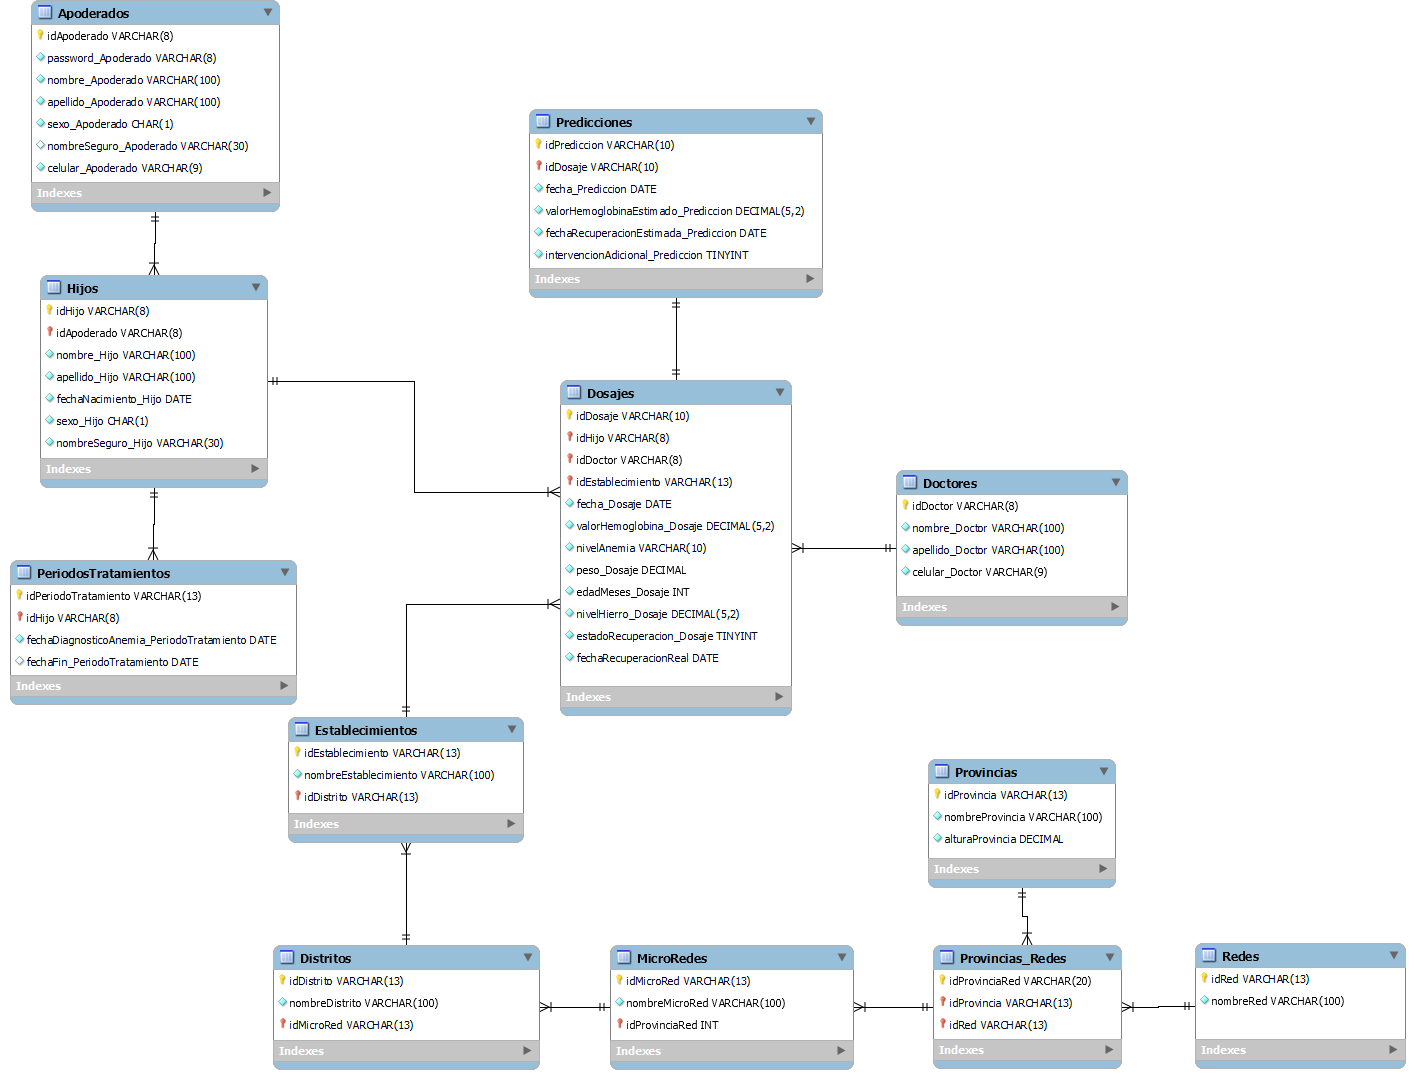 Apoderados
idApoderado VARCHAR(8)
password_Apoderado VARCHAR(8)
nombre_Apoderado VARCHAR(100)
apellido_Apoderado VARCHAR(100)
sexo_Apoderado CHAR(1)
nombreSeguro_Apoderado VARCHAR(30)
celular_Apoderado VARCHAR(9)
Indexes
Predicciones
idPrediccion VARCHAR(10)
idDosaje VARCHAR(10)
fecha_Prediccion DATE
valorHemoglobinaEstimado_Prediccion DECIMAL(5,2)
fechaRecuperacionEstimada_Prediccion DATE
intervencionAdicional_Prediccion TINYINT
Indexes
Hijos
idHijo VARCHAR(8)
idApoderado VARCHAR(8)
nombre_Hijo VARCHAR(100)
apellido_Hijo VARCHAR(100)
fechaNacimiento_Hijo DATE
sexo_Hijo CHAR(1)
nombreSeguro_Hijo VARCHAR(30)
Indexes
Dosajes
idDosaje VARCHAR(10)
idHijo VARCHAR(8)
idDoctor VARCHAR(8)
idEstablecimiento VARCHAR(13)
fecha_Dosaje DATE
valorHemoglobina_Dosaje DECIMAL(5,2)
nivelAnemia VARCHAR(10)
peso_Dosaje DECIMAL
edadMeses_Dosaje INT
nivelHierro_Dosaje DECIMAL(5,2)
estadoRecuperacion_Dosaje TINYINT
fechaRecuperacionReal DATE
Indexes
Doctores
idDoctor VARCHAR(8)
nombre_Doctor VARCHAR(100)
apellido_Doctor VARCHAR(100)
celular_Doctor VARCHAR(9)
Indexes
PeriodosTratamientos
idPeriodoTratamiento VARCHAR(13)
idHijo VARCHAR(8)
fechaDiagnosticoAnemia_PeriodoTratamiento DATE
fechaFin_PeriodoTratamiento DATE
Indexes
Establecimientos
idEstablecimiento VARCHAR(13)
nombreEstablecimiento VARCHAR(100)
idDistrito VARCHAR(13)
Indexes
Provincias
idProvincia VARCHAR(13)
nombreProvincia VARCHAR(100)
alturaProvincia DECIMAL
Indexes
Distritos
idDistrito VARCHAR(13)
nombreDistrito VARCHAR(100)
idMicroRed VARCHAR(13)
Indexes
MicroRedes
idMicroRed VARCHAR(13)
nombreMicroRed VARCHAR(100)
idProvinciaRed INT
Indexes
Provincias_Redes
idProvinciaRed VARCHAR(20)
idProvincia VARCHAR(13)
idRed VARCHAR(13)
Indexes
Redes
idRed VARCHAR(13)
nombreRed VARCHAR(100)
Indexes